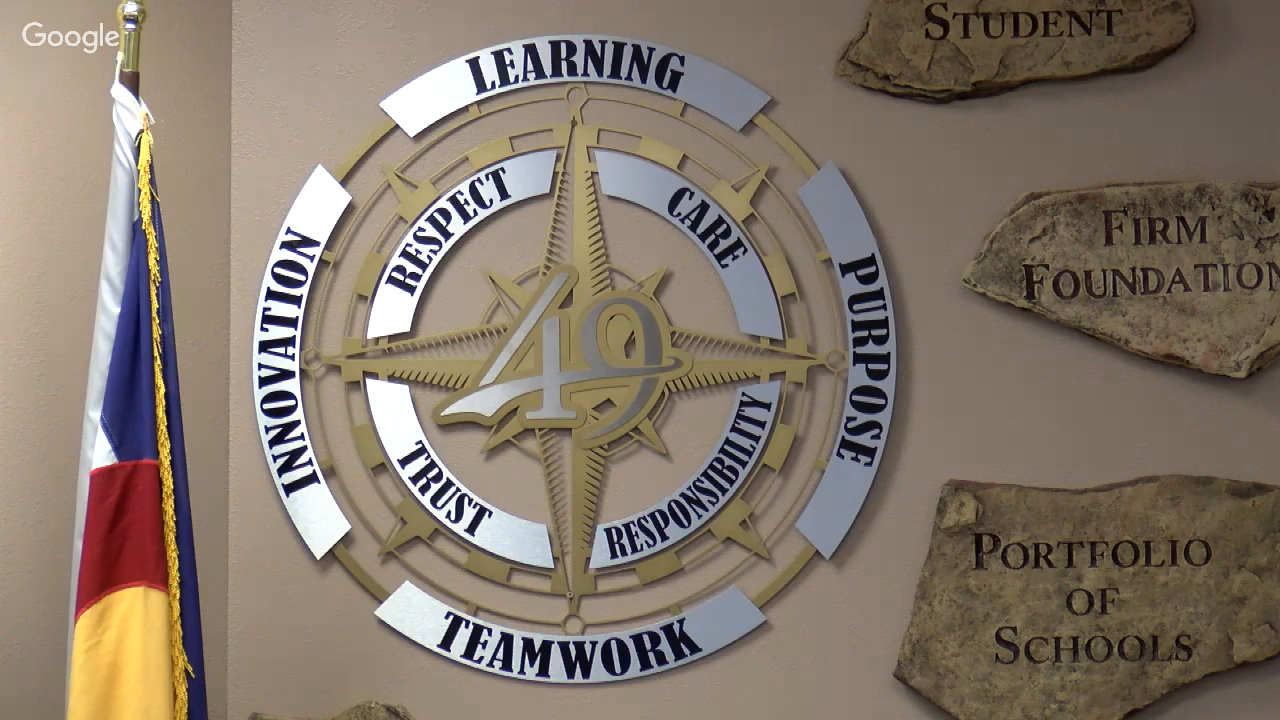 Google
LEARNING
INNOVATION
PURPOSE
TEAMWORK
RESPECT
CARE
TRUST
RESPONSIBILITY
49
STUDENT
FIRM
FOUNDATION
PORTFOLIO
OF
SCHOOLS